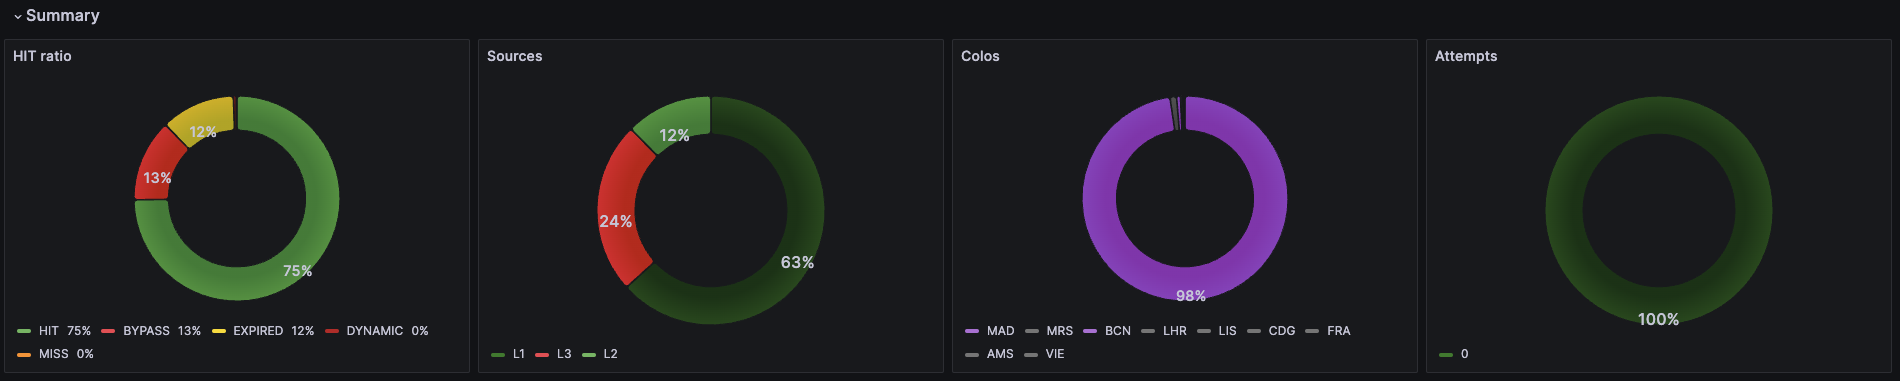 Summary
HIT ratio
12%
13%
75%
HIT 75% BYPASS 13% EXPIRED 12% DYNAMIC 0%
MISS 0%
Sources
12%
24%
63%
L1 L3 L2
Colos
98%
MAD MRS BCN LHR LIS CDG FRA
AMS VIE
Attempts
100%
0